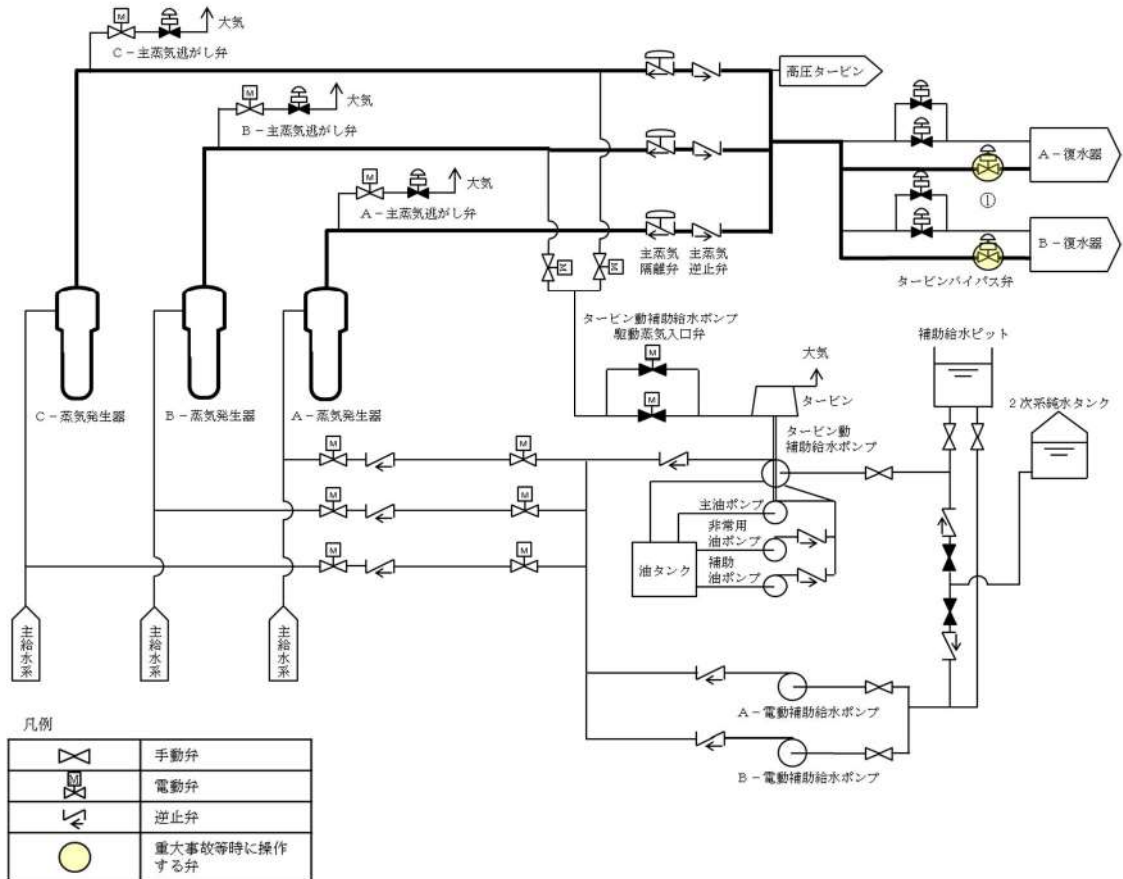 大気
C-主蒸気逃がし弁
大気
B-主蒸気逃がし弁
大気
A-主蒸気逃がし弁
高圧タービン
A-復水器
①
B-復水器
タービンバイパス弁
主蒸気
隔離弁
主蒸気
逆止弁
タービン動補助給水ポンプ
駆動蒸気入口弁
大気
タービン
補助給水ピット
2次系純水タンク
C-蒸気発生器
B-蒸気発生器
A-蒸気発生器
タービン動
補助給水ポンプ
主油ポンプ
非常用
油ポンプ
補助
油ポンプ
油タンク
主給水系
主給水系
主給水系
A-電動補助給水ポンプ
B-電動補助給水ポンプ
M
M
M
M
M
M
M
M
M
M
M
M
M
凡例
手動弁
M
電動弁
逆止弁
重大事故等時に操作
する弁